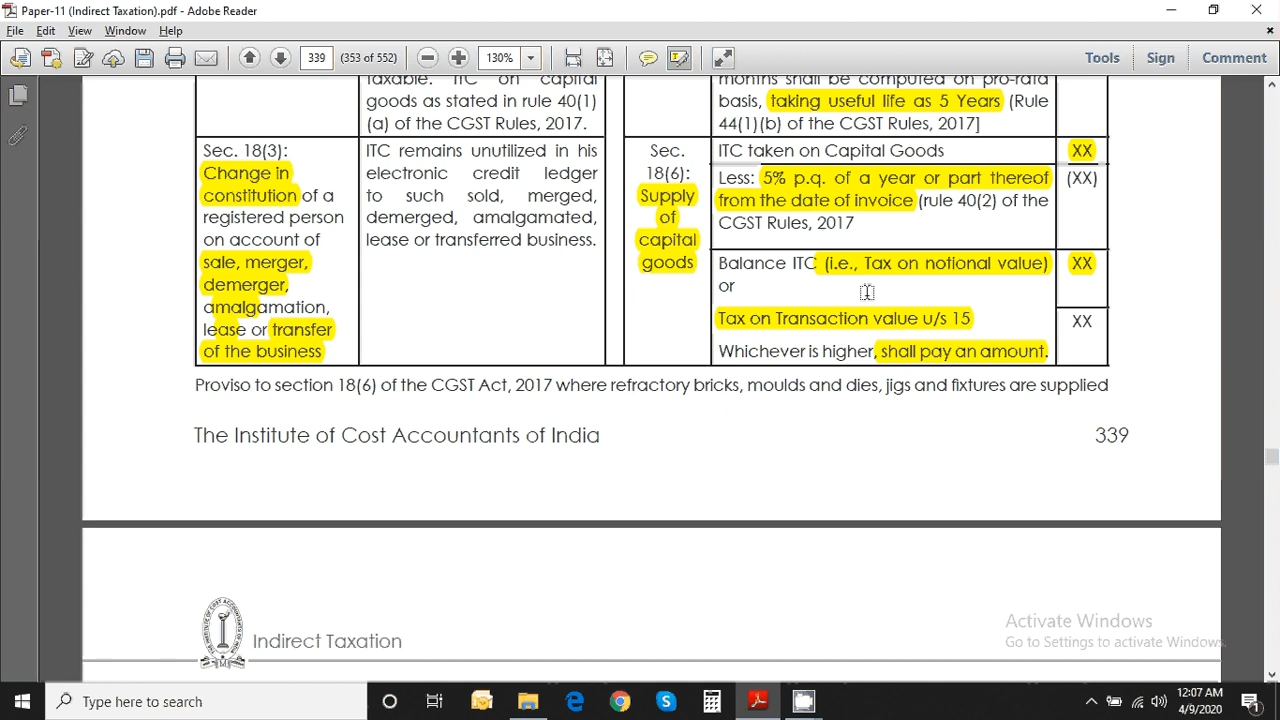 Paper-11 (Indirect Taxation).pdf - Adobe Reader
File Edit View Window Help
339 (353 of 552) 130% Tools Sign Comment
taxable. ITC on capital
goods as stated in rule 40(1)
(a) of the CGST Rules, 2017.
months shall be computed on pro-rata
basis, taking useful life as 5 Years (Rule
44(1)(b) of the CGST Rules, 2017]
Sec. 18(3):
Change in
constitution of a
registered person
on account of
sale, merger,
demerger,
amalgamation,
lease or transfer
of the business
ITC remains unutilized in his
electronic credit ledger
to such sold, merged,
demerged, amalgamated,
lease or transferred business.
Sec.
18(6):
Supply
of
capital
goods
ITC taken on Capital Goods XX
Less: 5% p.q. of a year or part thereof (XX)
from the date of invoice (rule 40(2) of the
CGST Rules, 2017
Balance ITC (i.e., Tax on notional value) XX
or
Tax on Transaction value u/s 15 XX
Whichever is higher, shall pay an amount.
Proviso to section 18(6) of the CGST Act, 2017 where refractory bricks, moulds and dies, jigs and fixtures are supplied
The Institute of Cost Accountants of India 339
Indirect Taxation
Activate Windows
Go to Settings to activate Windows.
Type here to search
12:07 AM
4/9/2020
1